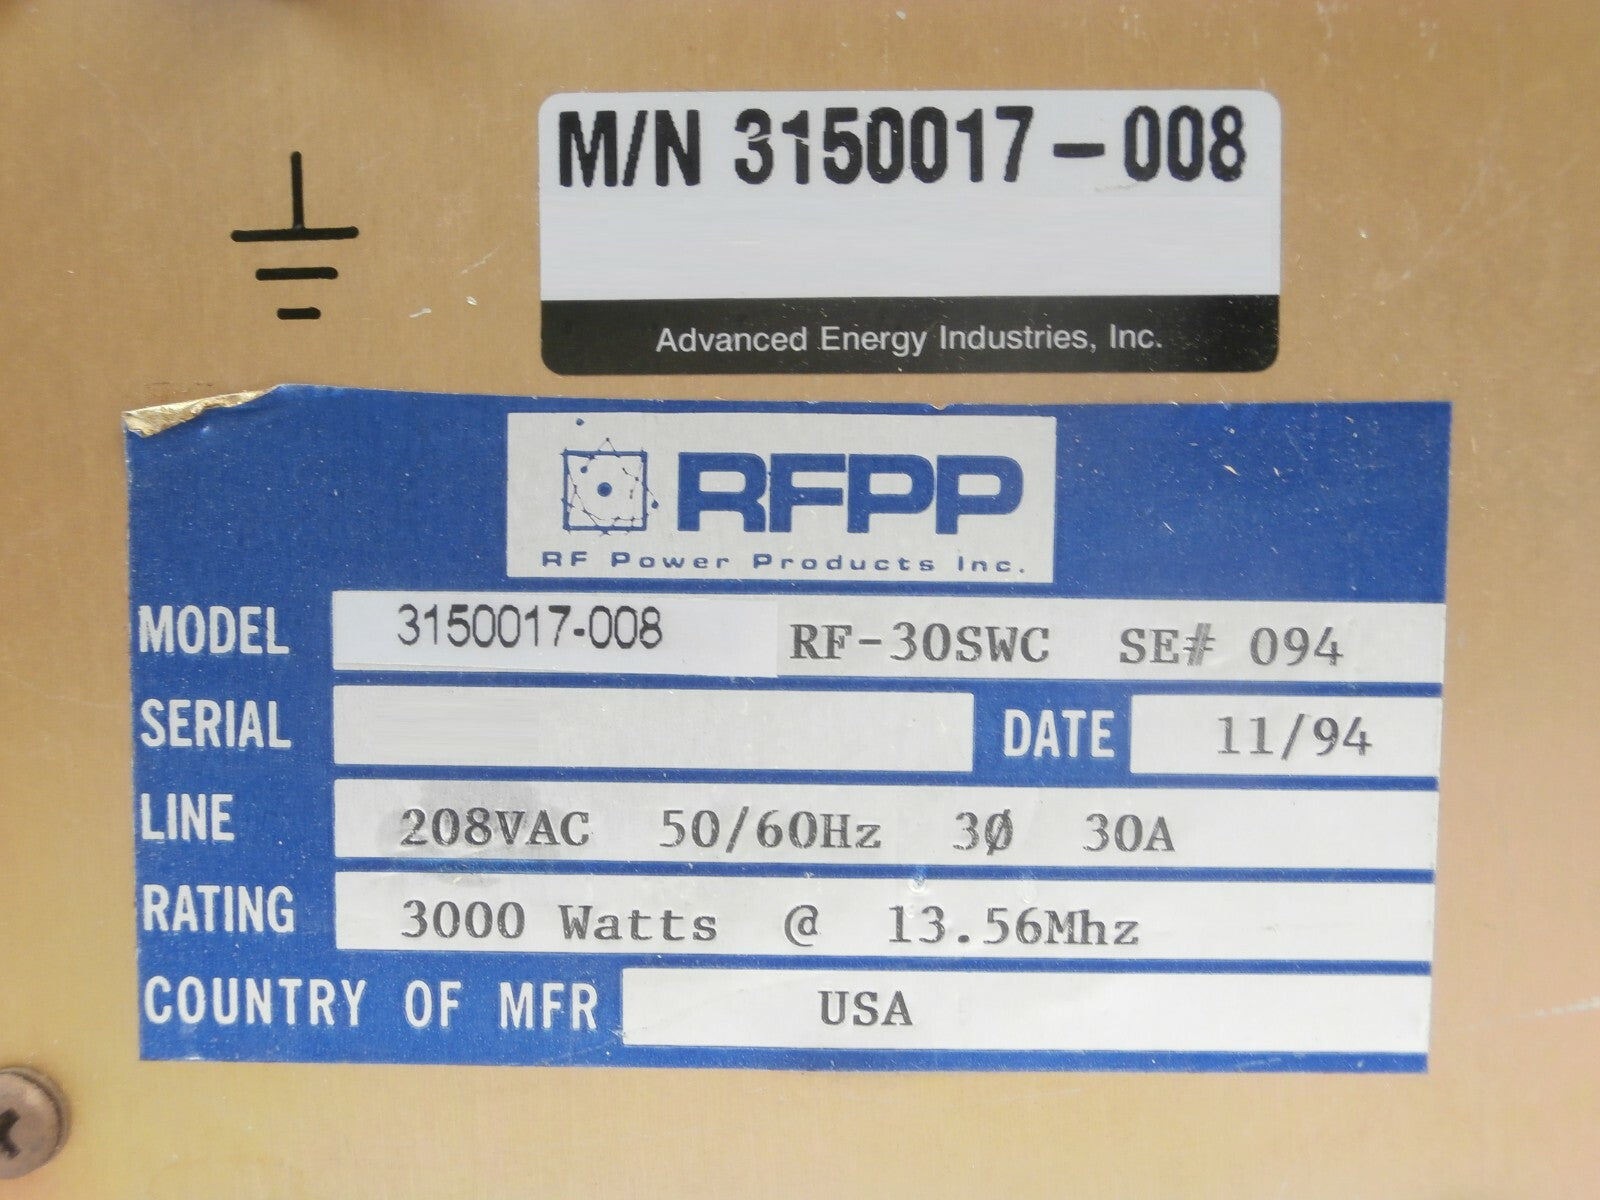 M/N 3150017-008
Advanced Energy Industries, Inc.
RFPP
RF Power Products Inc.
MODEL 3150017-008 RF-30SWC SE# 094
SERIAL DATE 11/94
LINE 208VAC 50/60Hz 3Ø 30A
RATING 3000 Watts @ 13.56Mhz
COUNTRY OF MFR USA